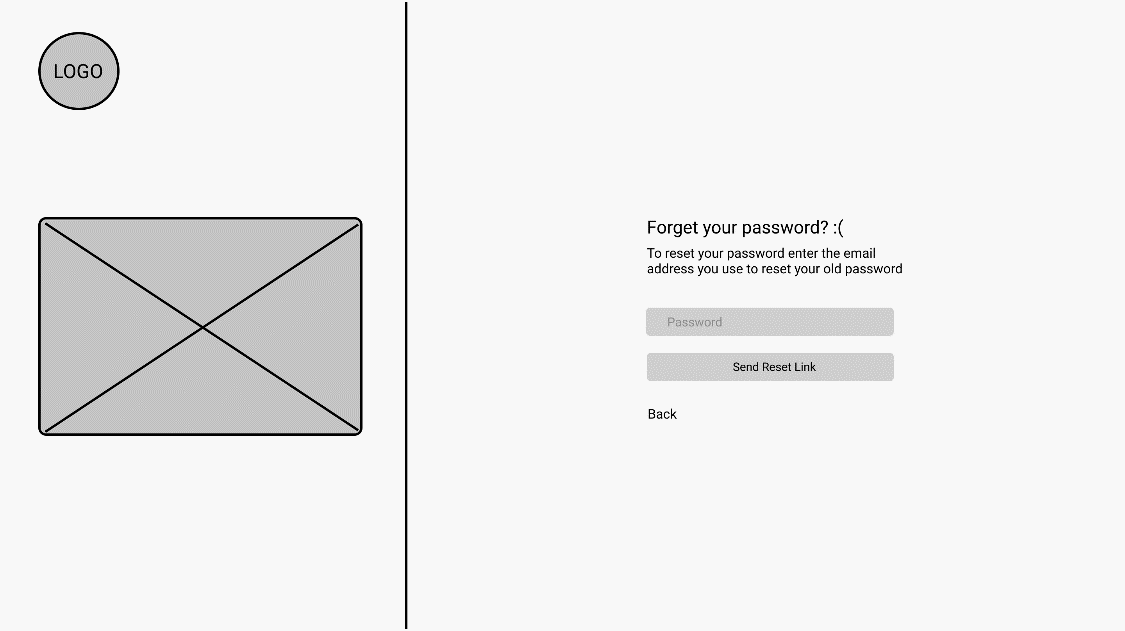 LOGO
Forget your password? :(
To reset your password enter the email
address you use to reset your old password
Password
Send Reset Link
Back